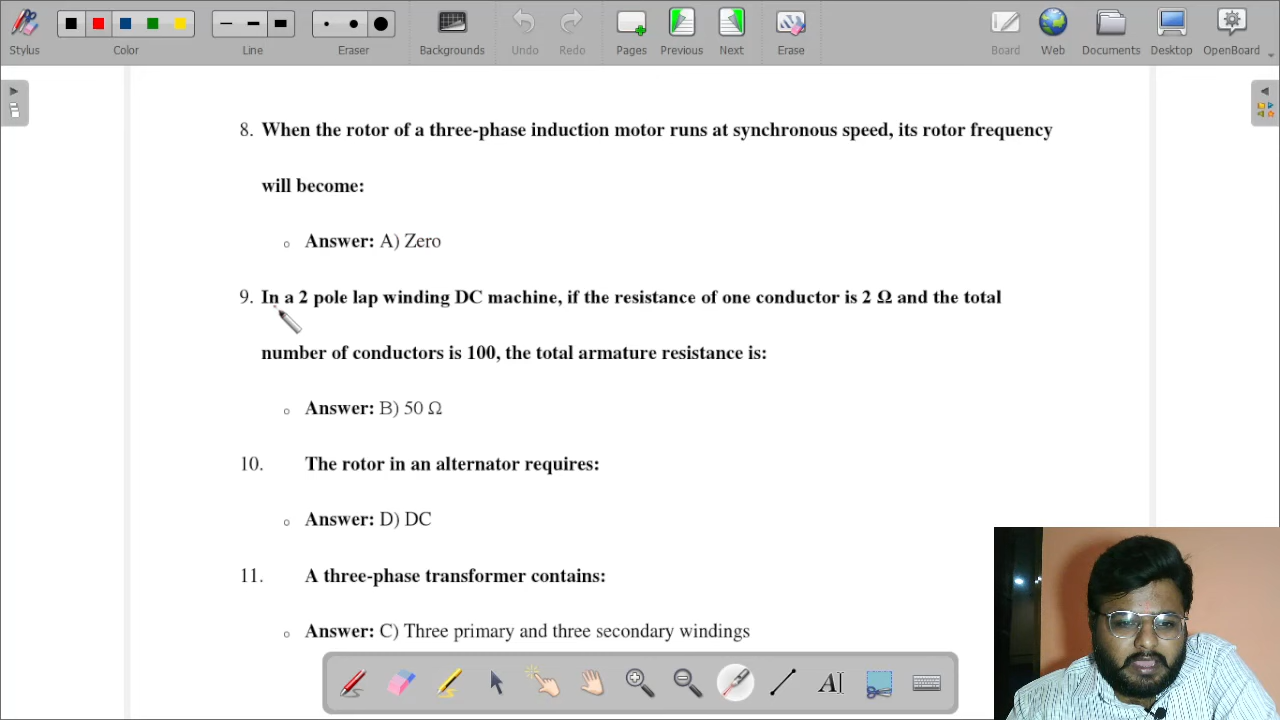 Stylus
Color
Line
Eraser
Backgrounds
Undo
Redo
Pages
Previous
Next
Erase
Board
Web
Documents
Desktop
OpenBoard
8. When the rotor of a three-phase induction motor runs at synchronous speed, its rotor frequency
will become:
o Answer: A) Zero
9. In a 2 pole lap winding DC machine, if the resistance of one conductor is 2 Ω and the total
number of conductors is 100, the total armature resistance is:
o Answer: B) 50 Ω
10. The rotor in an alternator requires:
o Answer: D) DC
11. A three-phase transformer contains:
o Answer: C) Three primary and three secondary windings